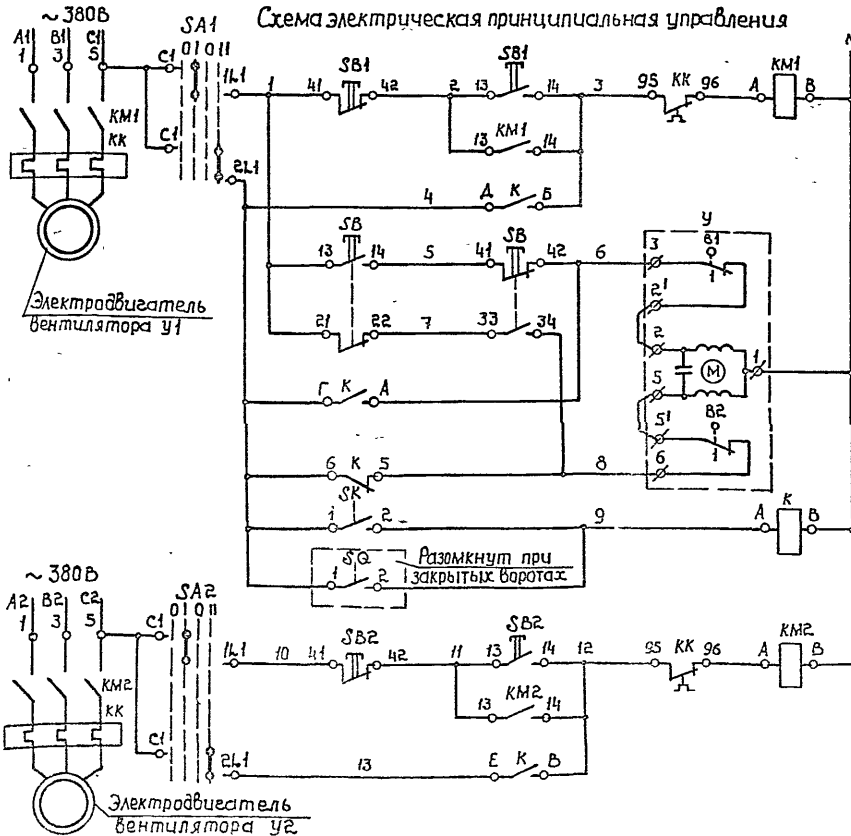 Схема электрическая принципиальная управления
~380В
A1 B1 C1
1 3 5
SA1
0 I 0 II
C1
1L1
C1
2L1
KM1
KK
Электродвигатель
вентилятора У1
1 41 SB1 42 2 13 SB1 14 3 95 KK 96 A KM1 B
13 KM1 14
4 Д К Б
13 SB 14 5 41 SB 42 6
21 22 7 33 34
Г К А
6 К 5 8
1 SK 2 9 A К B
1 SQ 2
Разомкнут при
закрытых воротах
У
3 В1 1
2'
2
М 1
5
5' В2 1
6
~380В
A2 B2 C2
1 3 5
SA2
0 I 0 II
C1
1L1
C1
2L1
KM2
KK
Электродвигатель
вентилятора У2
10 41 SB2 42 11 13 SB2 14 12 95 KK 96 A KM2 B
13 KM2 14
13 Е К В